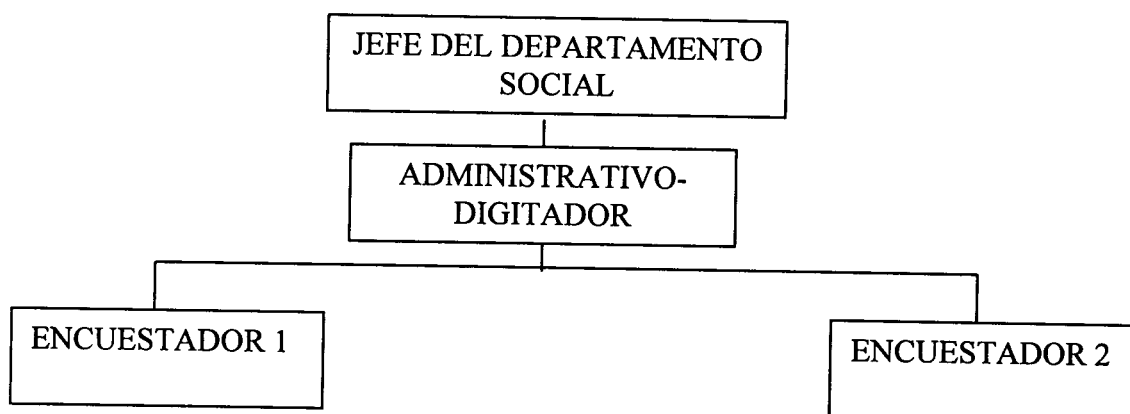 JEFE DEL DEPARTAMENTO
SOCIAL
ADMINISTRATIVO-
DIGITADOR
ENCUESTADOR 1
ENCUESTADOR 2